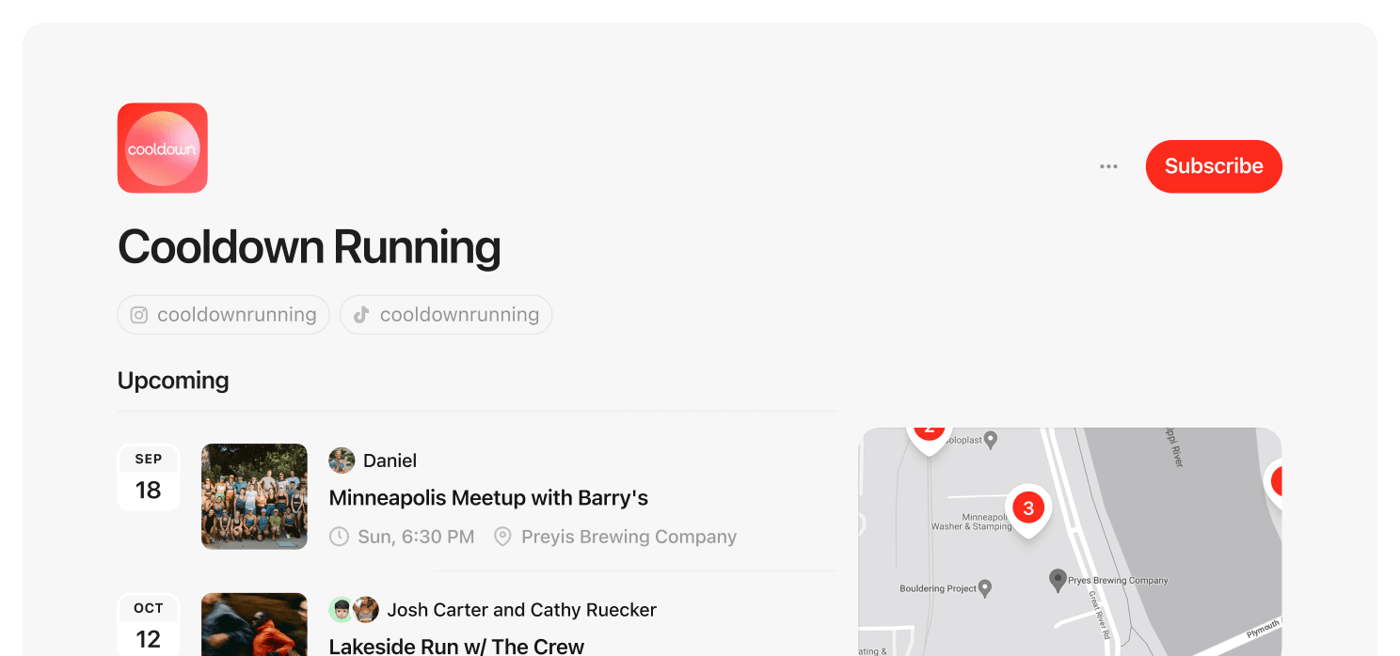 cooldown
Subscribe
Cooldown Running
cooldownrunning
cooldownrunning
Upcoming
SEP
18
Daniel
Minneapolis Meetup with Barry's
Sun, 6:30 PM
Preyis Brewing Company
OCT
12
Josh Carter and Cathy Ruecker
Lakeside Run w/ The Crew
2
oloplast
ippi River
3
Minneapoli
Washer & Stamping
Bouldering Project
Pryes Brewing Company
Great River Rd
Plymouth
ating &